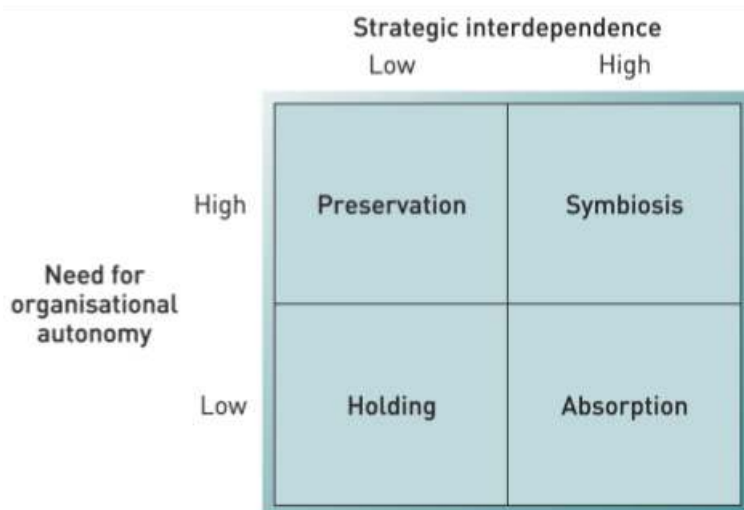 Strategic interdependence
Low High
High Preservation Symbiosis
Need for
organisational
autonomy
Low Holding Absorption